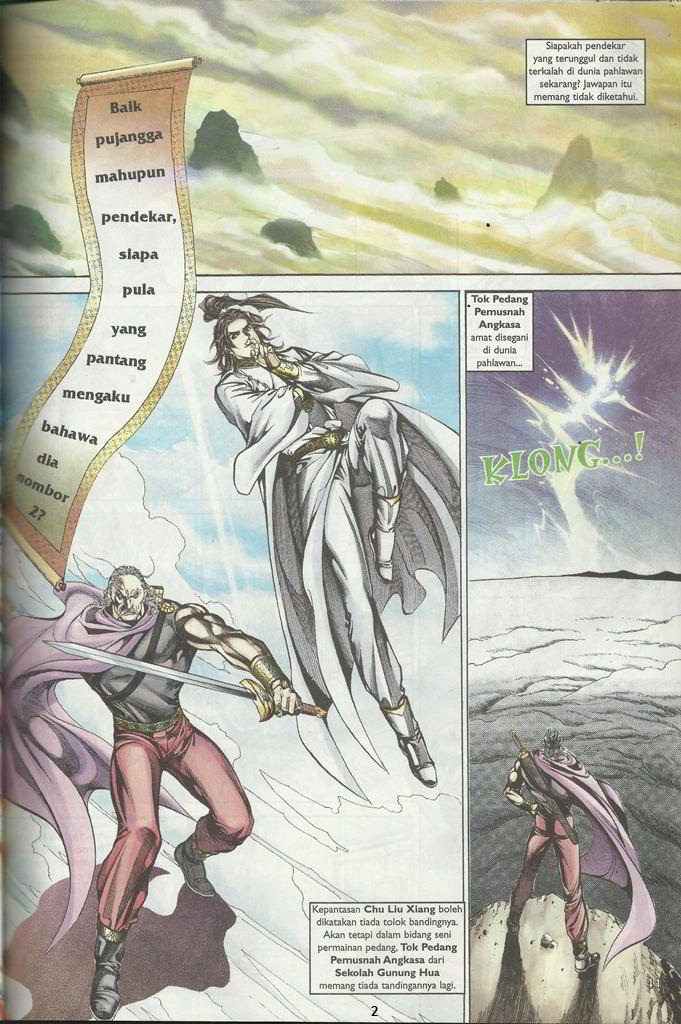 Siapakah pendekar
yang terunggul dan tidak
terkalah di dunia pahlawan
sekarang? Jawapan itu
memang tidak diketahui.
Baik
pujangga
mahupun
pendekar,
siapa
pula
yang
pantang
mengaku
bahawa
dia
nombor
2?
Tok Pedang
Pemusnah
Angkasa
amat disegani
di dunia
pahlawan...
KLONG...!
Kepantasan Chu Liu Xiang boleh
dikatakan tiada tolok bandingnya.
Akan tetapi dalam bidang seni
permainan pedang, Tok Pedang
Pemusnah Angkasa dari
Sekolah Gunung Hua
memang tiada tandingannya lagi.
2